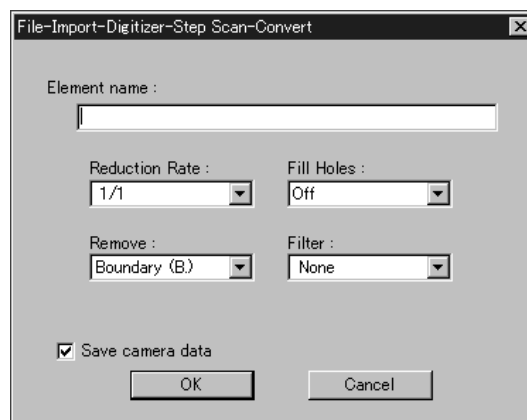 File-Import-Digitizer-Step Scan-Convert
Element name :
Reduction Rate :
Fill Holes :
1/1
Off
Remove :
Filter :
Boundary (B.)
None
Save camera data
OK
Cancel